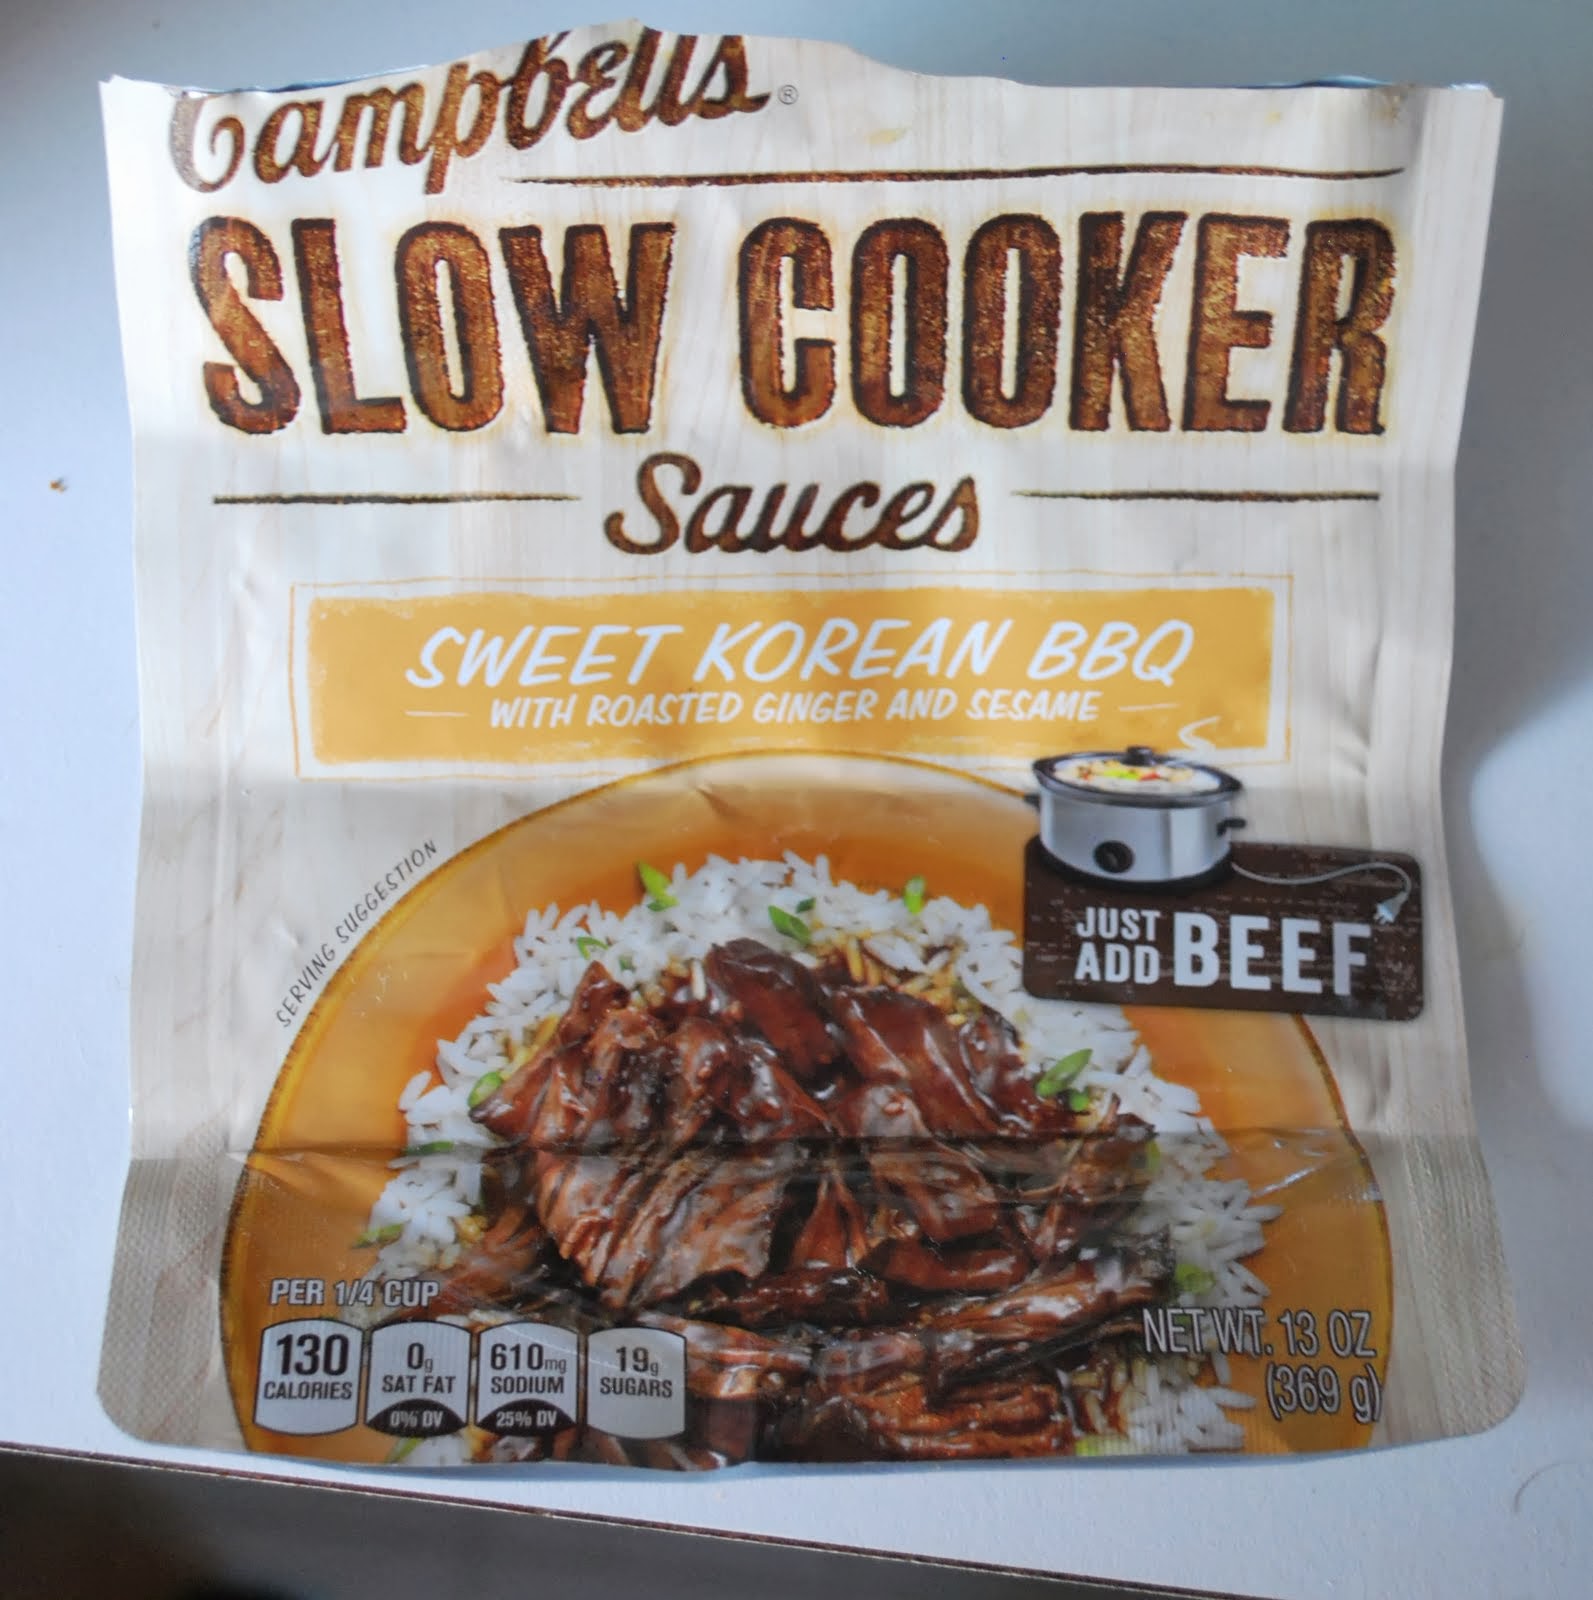 Campbell's®
SLOW COOKER
Sauces
SWEET KOREAN BBQ
WITH ROASTED GINGER AND SESAME
SERVING SUGGESTION
JUST ADD BEEF
PER 1/4 CUP
130 CALORIES
0g SAT FAT 0% DV
610mg SODIUM 25% DV
19g SUGARS
NET WT. 13 OZ
(369 g)